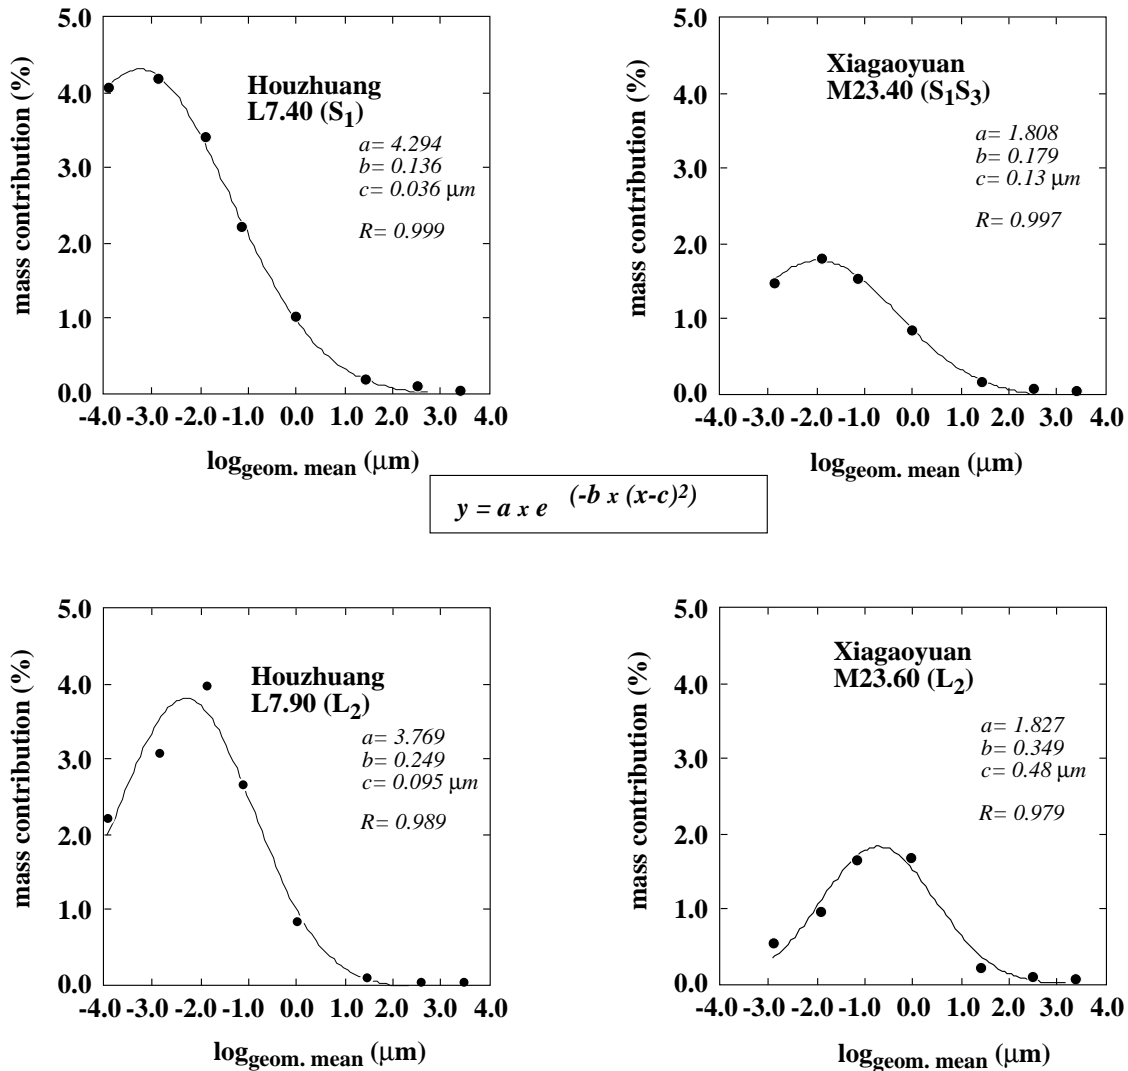 5.0
4.0
3.0
2.0
1.0
0.0
mass contribution (%)
Houzhuang
L7.40 (S1)
a= 4.294
b= 0.136
c= 0.036 μm
R= 0.999
-4.0 -3.0 -2.0 -1.0 0.0 1.0 2.0 3.0 4.0
loggeom. mean (μm)
5.0
4.0
3.0
2.0
1.0
0.0
mass contribution (%)
Xiagaoyuan
M23.40 (S1S3)
a= 1.808
b= 0.179
c= 0.13 μm
R= 0.997
-4.0 -3.0 -2.0 -1.0 0.0 1.0 2.0 3.0 4.0
loggeom. mean (μm)
y = a x e (-b x (x-c)2)
5.0
4.0
3.0
2.0
1.0
0.0
mass contribution (%)
Houzhuang
L7.90 (L2)
a= 3.769
b= 0.249
c= 0.095 μm
R= 0.989
-4.0 -3.0 -2.0 -1.0 0.0 1.0 2.0 3.0 4.0
loggeom. mean (μm)
5.0
4.0
3.0
2.0
1.0
0.0
mass contribution (%)
Xiagaoyuan
M23.60 (L2)
a= 1.827
b= 0.349
c= 0.48 μm
R= 0.979
-4.0 -3.0 -2.0 -1.0 0.0 1.0 2.0 3.0 4.0
loggeom. mean (μm)